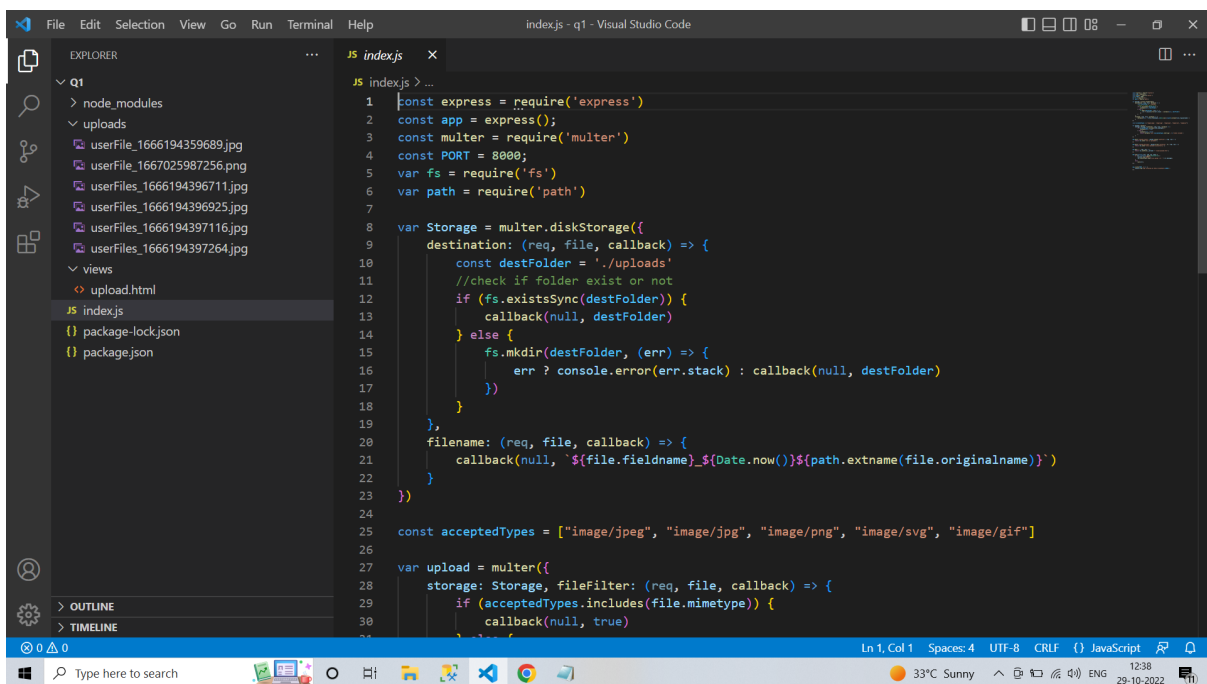 File Edit Selection View Go Run Terminal Help index.js - q1 - Visual Studio Code
EXPLORER
Q1
node_modules
uploads
userFile_1666194359689.jpg
userFile_1667025987256.png
userFiles_1666194396711.jpg
userFiles_1666194396925.jpg
userFiles_1666194397116.jpg
userFiles_1666194397264.jpg
views
upload.html
JS index.js
{} package-lock.json
{} package.json
OUTLINE
TIMELINE
JS index.js
JS index.js > ...
1 const express = require('express')
2 const app = express();
3 const multer = require('multer')
4 const PORT = 8000;
5 var fs = require('fs')
6 var path = require('path')
7
8 var Storage = multer.diskStorage({
9 destination: (req, file, callback) => {
10 const destFolder = './uploads'
11 //check if folder exist or not
12 if (fs.existsSync(destFolder)) {
13 callback(null, destFolder)
14 } else {
15 fs.mkdir(destFolder, (err) => {
16 err ? console.error(err.stack) : callback(null, destFolder)
17 })
18 }
19 },
20 filename: (req, file, callback) => {
21 callback(null, `${file.fieldname}_${Date.now()}${path.extname(file.originalname)}`)
22 }
23 })
24
25 const acceptedTypes = ["image/jpeg", "image/jpg", "image/png", "image/svg", "image/gif"]
26
27 var upload = multer({
28 storage: Storage, fileFilter: (req, file, callback) => {
29 if (acceptedTypes.includes(file.mimetype)) {
30 callback(null, true)
0 0 Ln 1, Col 1 Spaces: 4 UTF-8 CRLF {} JavaScript
Type here to search 33°C Sunny ENG 12:38
29-10-2022